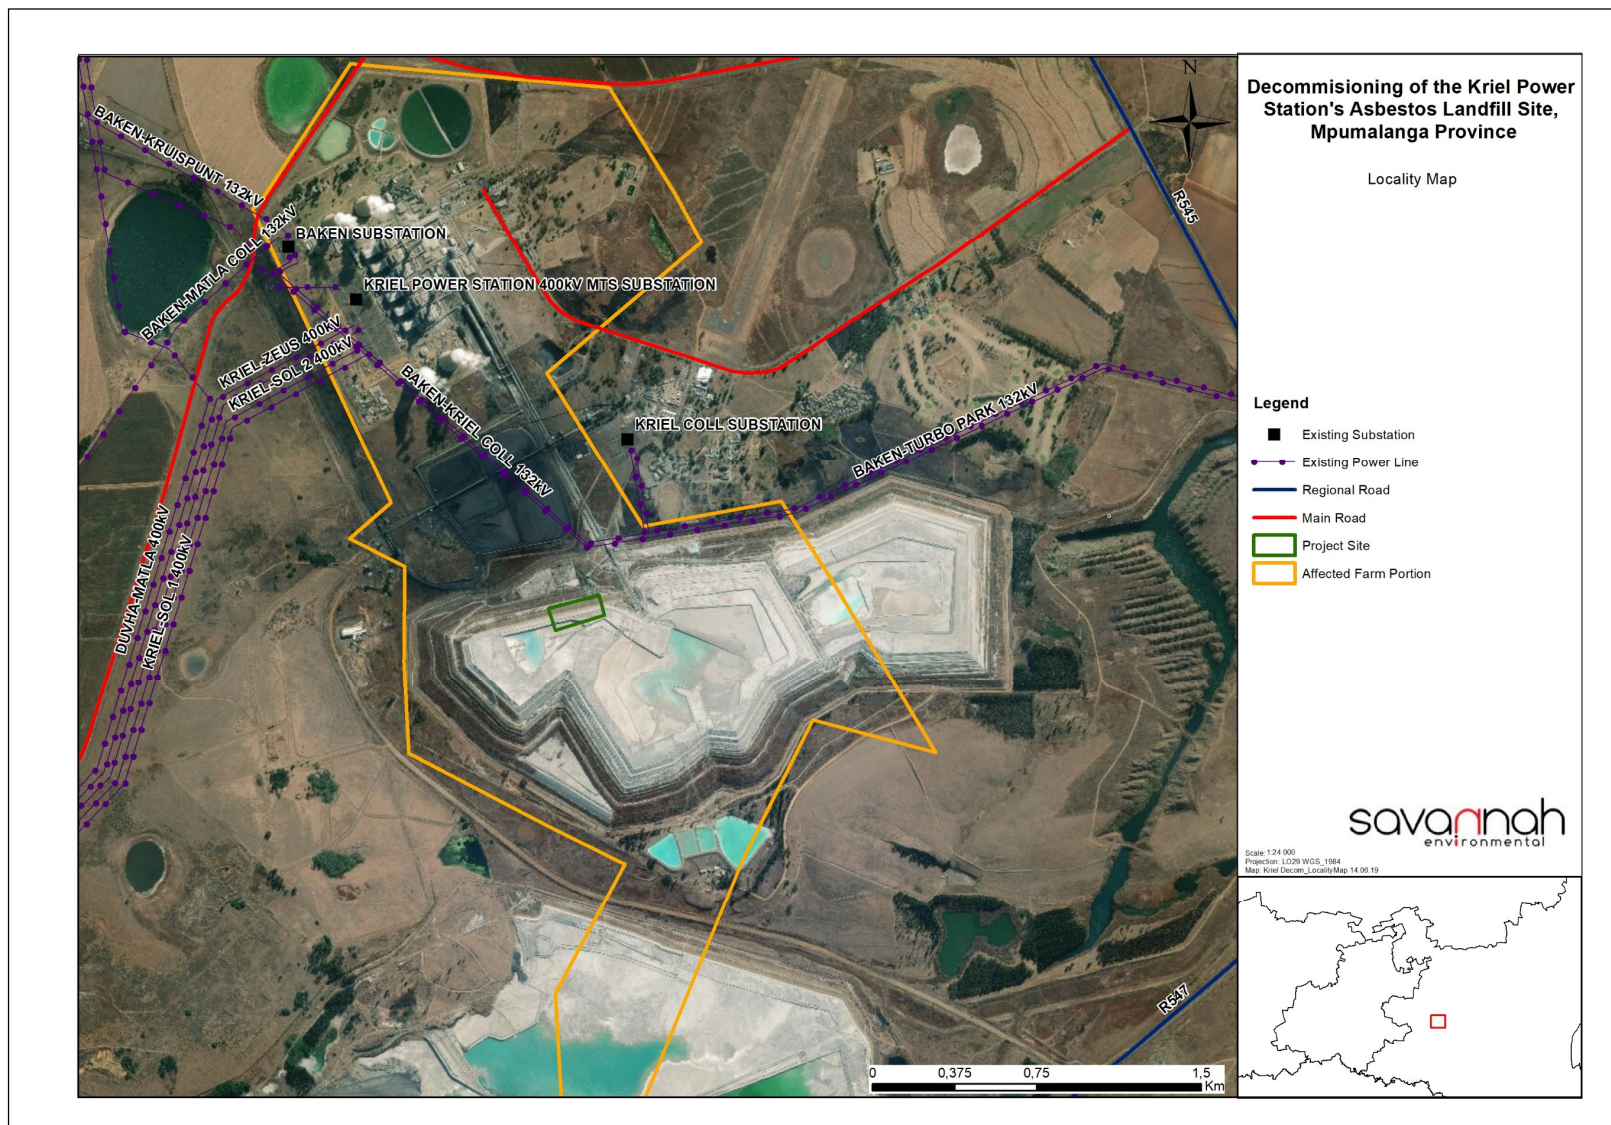 Decommisioning of the Kriel Power
Station's Asbestos Landfill Site,
Mpumalanga Province
Locality Map
N
BAKEN-KRUISPUNT 132kV
BAKEN-MATLA COLL 132kV
BAKEN SUBSTATION
KRIEL POWER STATION 400kV MTS SUBSTATION
KRIEL-ZEUS 400kV
KRIEL-SOL 2 400kV
BAKEN-KRIEL COLL 132kV
KRIEL COLL SUBSTATION
BAKEN-TURBO PARK 132kV
DUVHA-MATLA 400kV
KRIEL-SOL 1 400kV
R545
R547
0 0,375 0,75 1,5
Km
Legend
Existing Substation
Existing Power Line
Regional Road
Main Road
Project Site
Affected Farm Portion
savannah
environmental
Scale: 1:24 000
Projection: LO29 WGS_1984
Map: Kriel Decom_LocalityMap 14.06.19